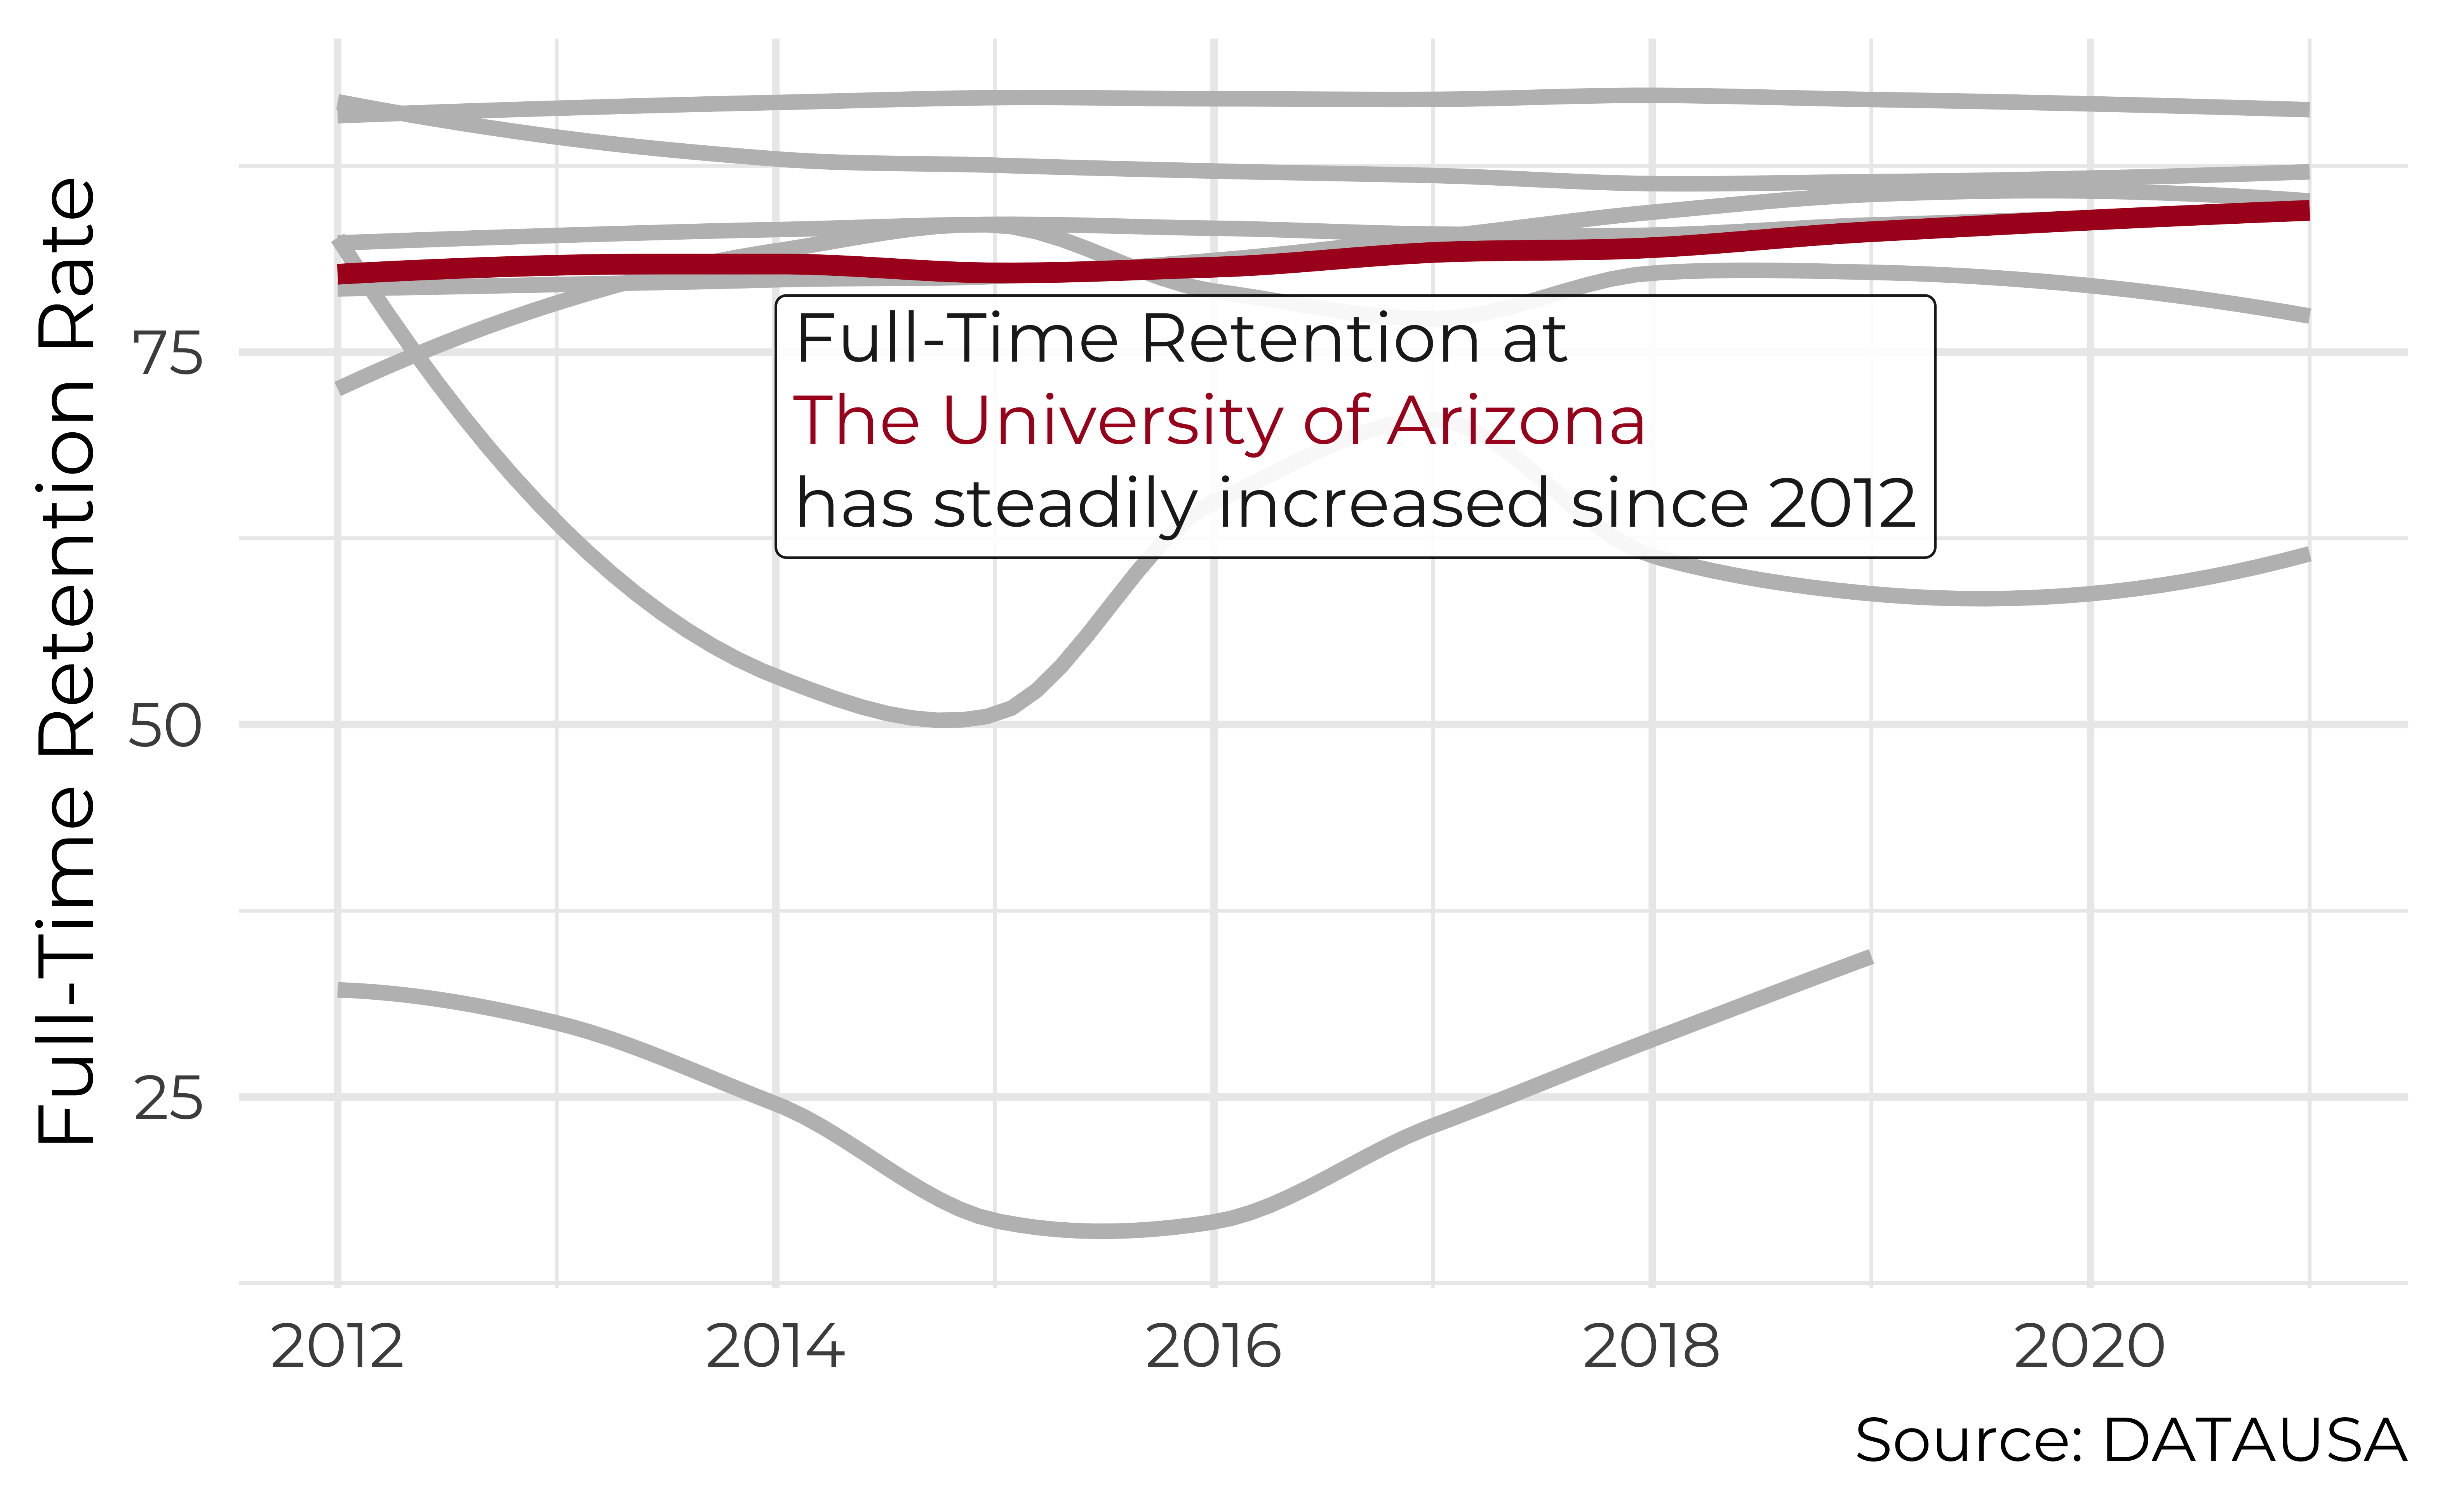 Full-Time Retention Rate
75
50
25
Full-Time Retention at
The University of Arizona
has steadily increased since 2012
2012 2014 2016 2018 2020
Source: DATAUSA